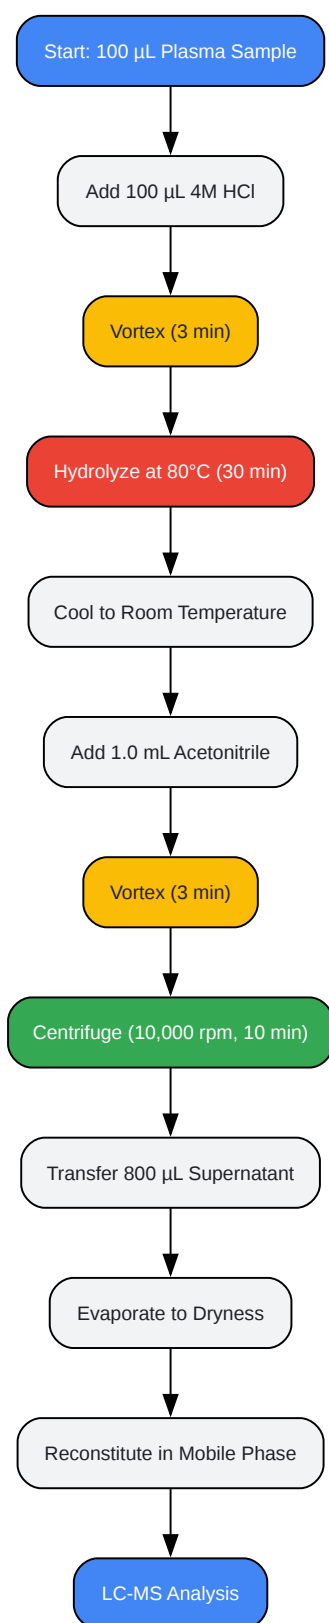 Start: 100 µL Plasma Sample
Add 100 µL 4M HCl
Vortex (3 min)
Hydrolyze at 80°C (30 min)
Cool to Room Temperature
Add 1.0 mL Acetonitrile
Vortex (3 min)
Centrifuge (10,000 rpm, 10 min)
Transfer 800 µL Supernatant
Evaporate to Dryness
Reconstitute in Mobile Phase
LC-MS Analysis